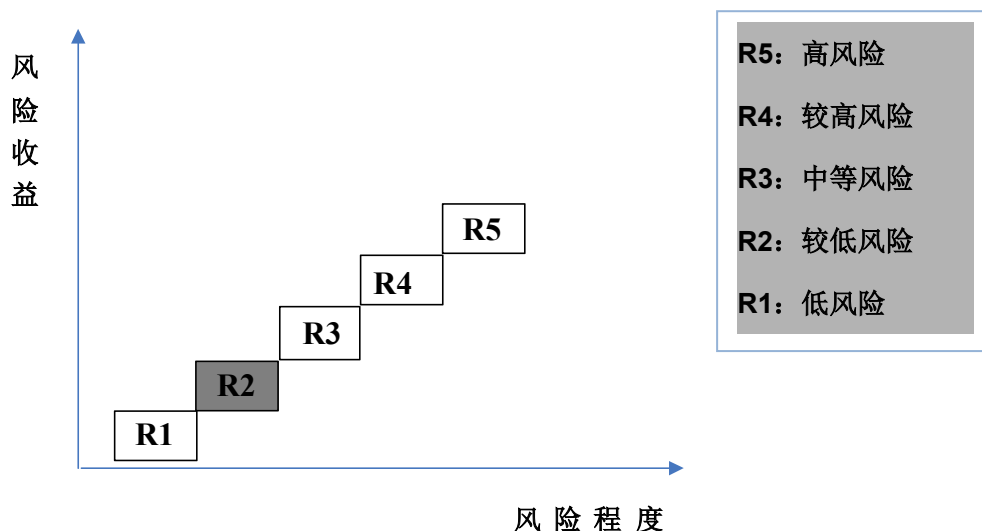 风
险
收
益
R5
R4
R3
R2
R1
风 险 程 度
R5：高风险
R4：较高风险
R3：中等风险
R2：较低风险
R1：低风险